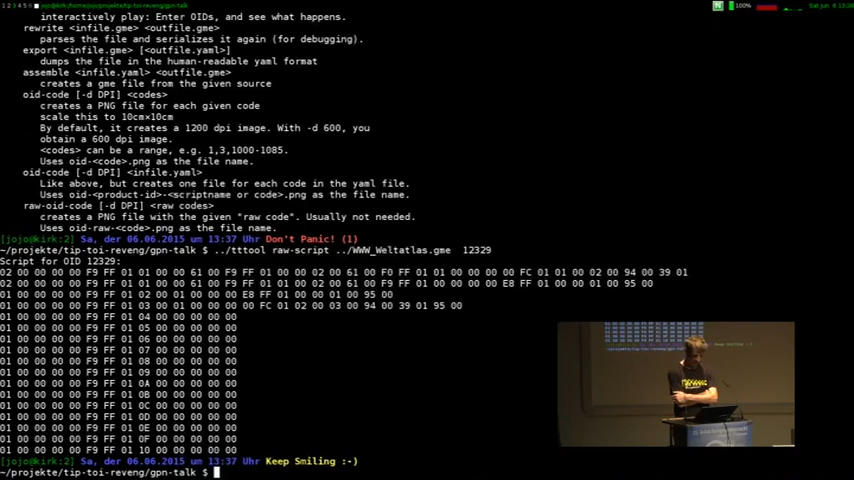 1 2 3 4 5 6 jojo@kirk:/home/jojo/projekte/tip-toi-reveng/gpn-talk
N 100% Sat Jun 6 13:38
interactively play: Enter OIDs, and see what happens.
rewrite <infile.gme> <outfile.gme>
parses the file and serializes it again (for debugging).
export <infile.gme> [<outfile.yaml>]
dumps the file in the human-readable yaml format
assemble <infile.yaml> <outfile.gme>
creates a gme file from the given source
oid-code [-d DPI] <codes>
creates a PNG file for each given code
scale this to 10cm×10cm
By default, it creates a 1200 dpi image. With -d 600, you
obtain a 600 dpi image.
<codes> can be a range, e.g. 1,3,1000-1085.
Uses oid-<code>.png as the file name.
oid-code [-d DPI] <infile.yaml>
Like above, but creates one file for each code in the yaml file.
Uses oid-<product-id>-<scriptname or code>.png as the file name.
raw-oid-code [-d DPI] <raw codes>
creates a PNG file with the given "raw code". Usually not needed.
Uses oid-raw-<code>.png as the file name.
[jojo@kirk:2] Sa, der 06.06.2015 um 13:37 Uhr Don't Panic! (1)
~/projekte/tip-toi-reveng/gpn-talk $ ../tttool raw-script ../WWW_Weltatlas.gme 12329
Script for OID 12329:
02 00 00 00 00 F9 FF 01 01 00 00 61 00 F9 FF 01 00 00 02 00 61 00 F0 FF 01 01 00 00 00 00 00 FC 01 01 00 02 00 94 00 39 01
02 00 00 00 00 F9 FF 01 01 00 00 61 00 F9 FF 01 00 00 02 00 61 00 F9 FF 01 00 00 00 00 00 E8 FF 01 00 00 01 00 95 00
01 00 00 00 00 F9 FF 01 02 00 01 00 00 00 E8 FF 01 00 00 01 00 95 00
01 00 00 00 00 F9 FF 01 03 00 01 00 00 00 00 FC 01 02 00 03 00 94 00 39 01 95 00
01 00 00 00 00 F9 FF 01 04 00 00 00 00 00
01 00 00 00 00 F9 FF 01 05 00 00 00 00 00
01 00 00 00 00 F9 FF 01 06 00 00 00 00 00
01 00 00 00 00 F9 FF 01 07 00 00 00 00 00
01 00 00 00 00 F9 FF 01 08 00 00 00 00 00
01 00 00 00 00 F9 FF 01 09 00 00 00 00 00
01 00 00 00 00 F9 FF 01 0A 00 00 00 00 00
01 00 00 00 00 F9 FF 01 0B 00 00 00 00 00
01 00 00 00 00 F9 FF 01 0C 00 00 00 00 00
01 00 00 00 00 F9 FF 01 0D 00 00 00 00 00
01 00 00 00 00 F9 FF 01 0E 00 00 00 00 00
01 00 00 00 00 F9 FF 01 0F 00 00 00 00 00
01 00 00 00 00 F9 FF 01 10 00 00 00 00 00
[jojo@kirk:2] Sa, der 06.06.2015 um 13:37 Uhr Keep Smiling :-)
~/projekte/tip-toi-reveng/gpn-talk $